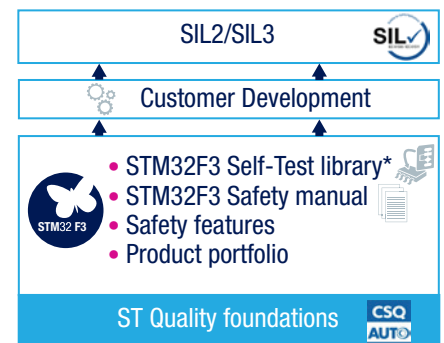 SIL2/SIL3
SIL
Customer Development
• STM32F3 Self-Test library*
• STM32F3 Safety manual
• Safety features
• Product portfolio
STM32 F3
ST Quality foundations
CSQ
AUTO